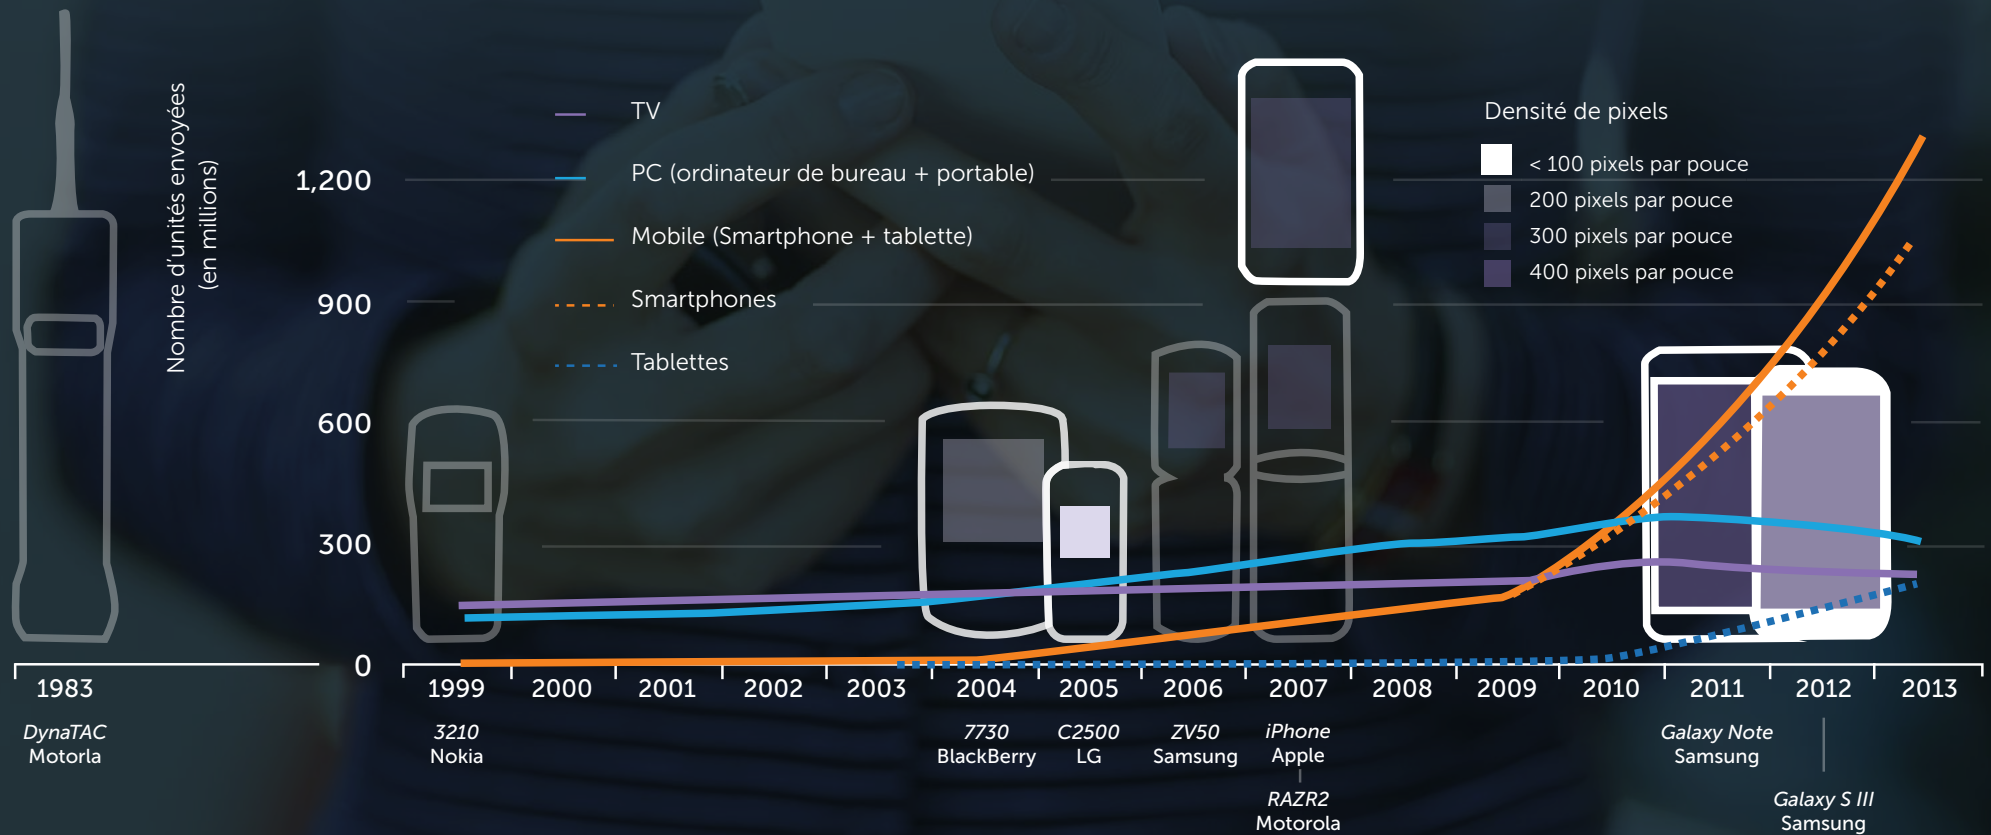 Nombre d'unités envoyées
(en millions)
TV
PC (ordinateur de bureau + portable)
Mobile (Smartphone + tablette)
Smartphones
Tablettes
Densité de pixels
< 100 pixels par pouce
200 pixels par pouce
300 pixels par pouce
400 pixels par pouce
1,200
900
600
300
0
1983
1999
2000
2001
2002
2003
2004
2005
2006
2007
2008
2009
2010
2011
2012
2013
DynaTAC
Motorla
3210
Nokia
7730
BlackBerry
C2500
LG
ZV50
Samsung
iPhone
Apple
RAZR2
Motorola
Galaxy Note
Samsung
Galaxy S III
Samsung